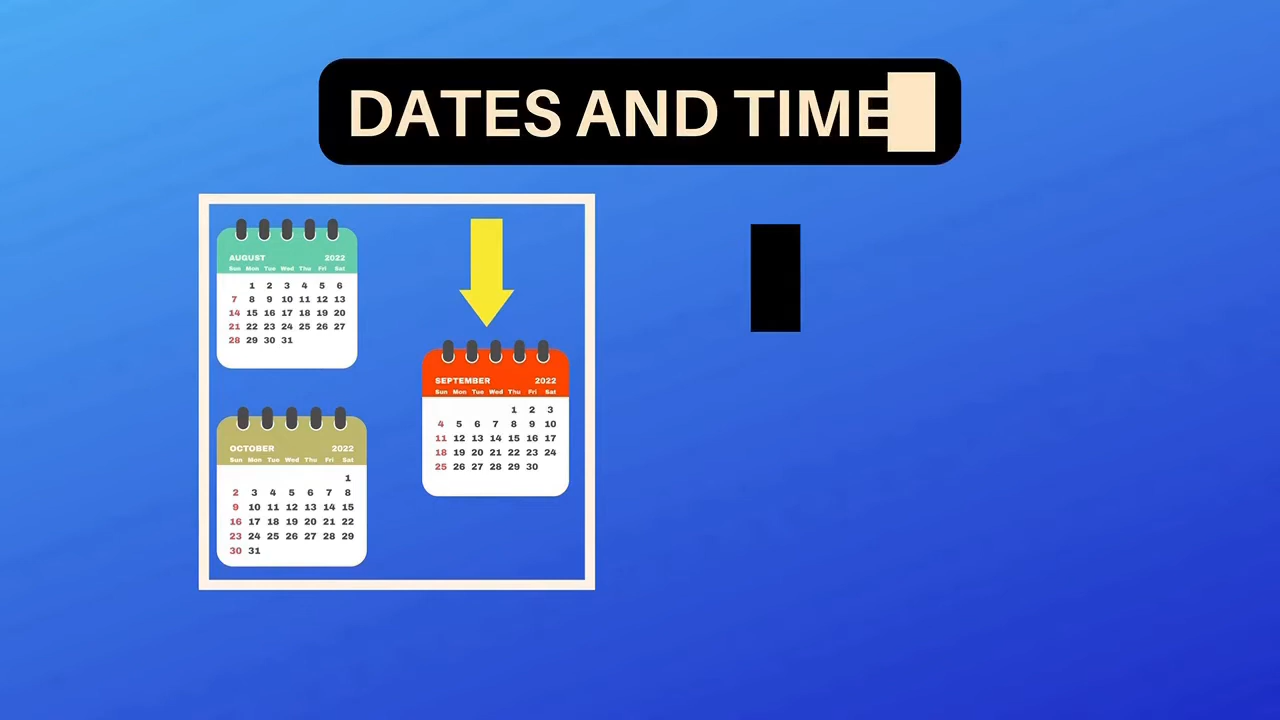 DATES AND TIME
AUGUST 2022
Sun Mon Tue Wed Thu Fri Sat
1 2 3 4 5 6
7 8 9 10 11 12 13
14 15 16 17 18 19 20
21 22 23 24 25 26 27
28 29 30 31
SEPTEMBER 2022
Sun Mon Tue Wed Thu Fri Sat
1 2 3
4 5 6 7 8 9 10
11 12 13 14 15 16 17
18 19 20 21 22 23 24
25 26 27 28 29 30
OCTOBER 2022
Sun Mon Tue Wed Thu Fri Sat
1
2 3 4 5 6 7 8
9 10 11 12 13 14 15
16 17 18 19 20 21 22
23 24 25 26 27 28 29
30 31